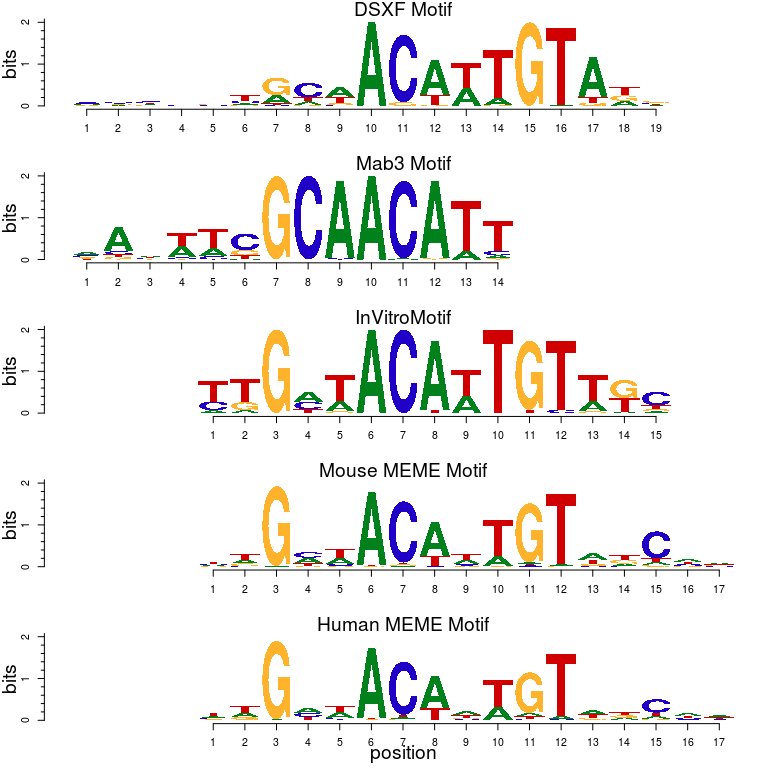 DSXF Motif
bits
0 1 2
1 2 3 4 5 6 7 8 9 10 11 12 13 14 15 16 17 18 19
G C A A C A T T G T A T
Mab3 Motif
bits
0 1 2
1 2 3 4 5 6 7 8 9 10 11 12 13 14
A T T C G C A A C A T T
InVitroMotif
bits
0 1 2
1 2 3 4 5 6 7 8 9 10 11 12 13 14 15
T T G A T A C A T T G T T G C
Mouse MEME Motif
bits
0 1 2
1 2 3 4 5 6 7 8 9 10 11 12 13 14 15 16 17
T G C T A C A T T G T A T C
Human MEME Motif
bits
0 1 2
1 2 3 4 5 6 7 8 9 10 11 12 13 14 15 16 17
T G A T A C A A T G T A T C
position